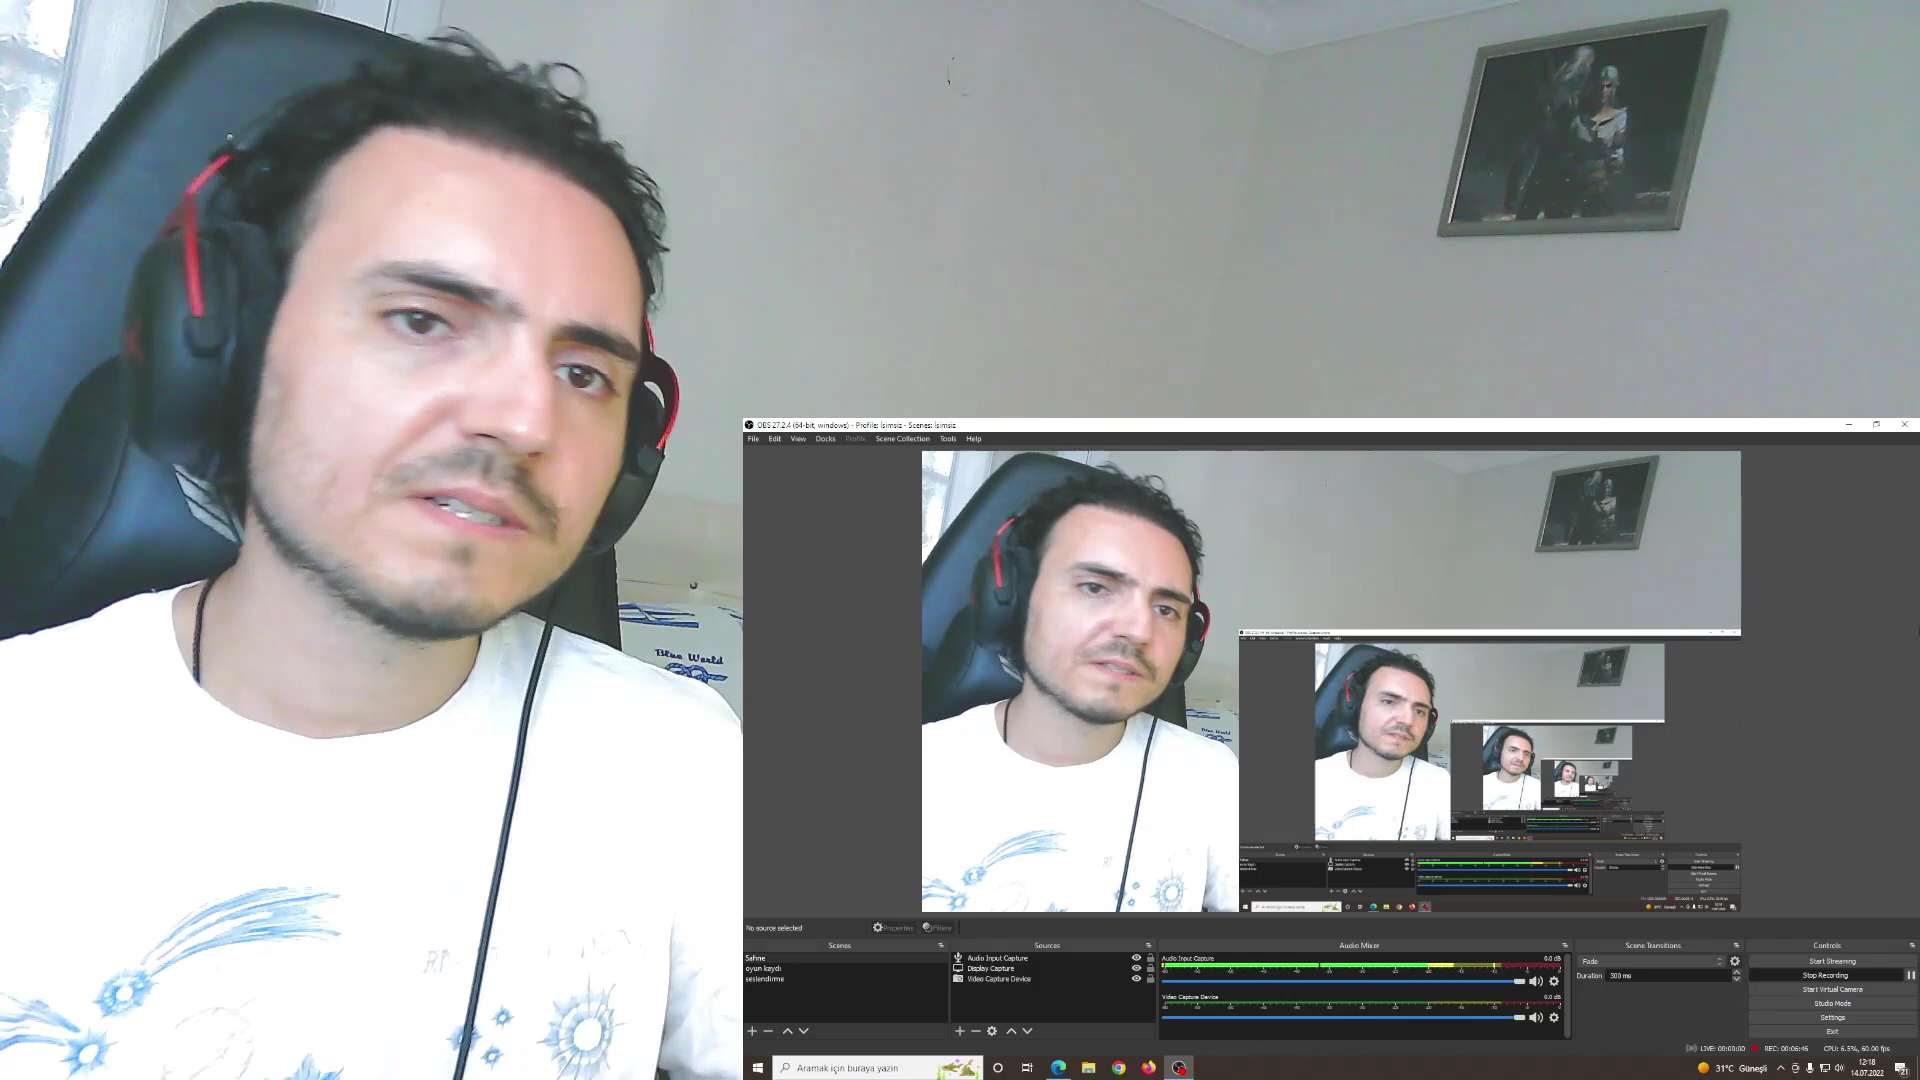 Blue World
OBS 27.2.4 (64-bit, windows) - Profile: İsimsiz - Scenes: İsimsiz
File Edit View Docks Profile Scene Collection Tools Help
No source selected Properties Filters
Scenes
Sahne
oyun kaydı
seslendirme
Sources
Audio Input Capture
Display Capture
Video Capture Device
Audio Mixer
Audio Input Capture 0.0 dB
Video Capture Device 0.0 dB
Scene Transitions
Fade
Duration 300 ms
Controls
Start Streaming
Stop Recording
Start Virtual Camera
Studio Mode
Settings
Exit
LIVE: 00:00:00 REC: 00:06:46 CPU: 6.5%, 60.00 fps
Aramak için buraya yazın
31°C Güneşli
12:18
14.07.2022
21